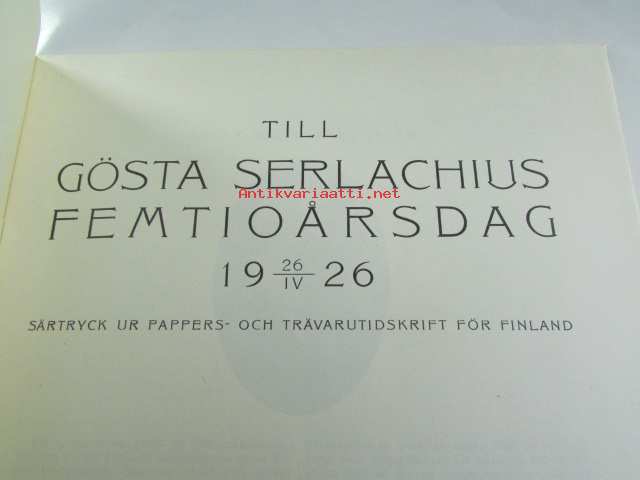 TILL
GÖSTA SERLACHIUS
Antikvariaatti.net
FEMTIOÅRSDAG
19 26/IV 26
SÄRTRYCK UR PAPPERS- OCH TRÄVARUTIDSKRIFT FÖR FINLAND